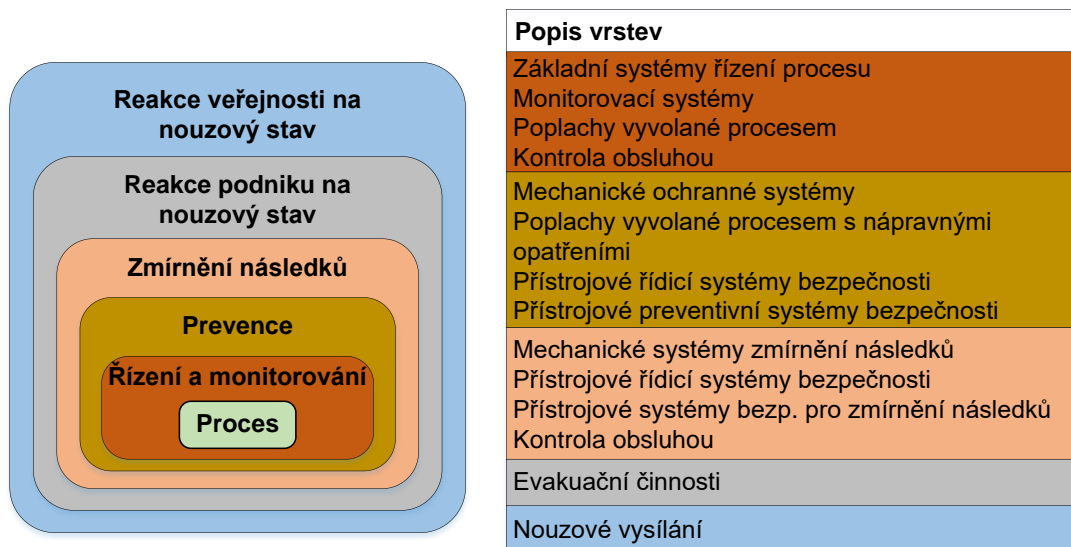 Reakce veřejnosti na
nouzový stav
Reakce podniku na
nouzový stav
Zmírnění následků
Prevence
Řízení a monitorování
Proces
Popis vrstev
Základní systémy řízení procesu
Monitorovací systémy
Poplachy vyvolané procesem
Kontrola obsluhou
Mechanické ochranné systémy
Poplachy vyvolané procesem s nápravnými
opatřeními
Přístrojové řídicí systémy bezpečnosti
Přístrojové preventivní systémy bezpečnosti
Mechanické systémy zmírnění následků
Přístrojové řídicí systémy bezpečnosti
Přístrojové systémy bezp. pro zmírnění následků
Kontrola obsluhou
Evakuační činnosti
Nouzové vysílání